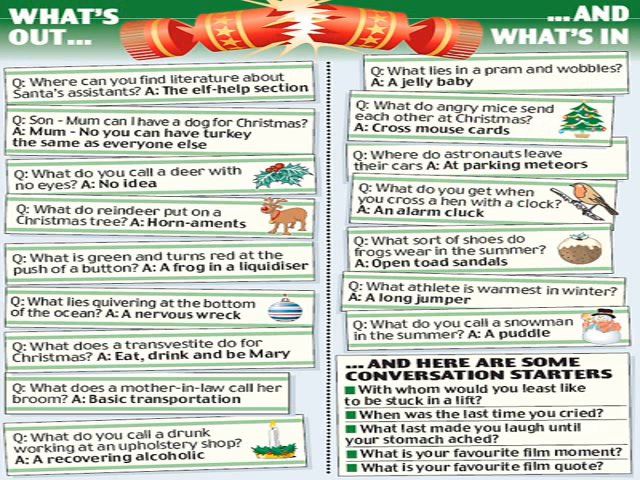 WHAT'S
OUT...
Q: Where can you find literature about
Santa's assistants? A: The elf-help section
Q: Son - Mum can I have a dog for Christmas?
A: Mum - No you can have turkey
the same as everyone else
Q: What do you call a deer with
no eyes? A: No idea
Q: What do reindeer put on a
Christmas tree? A: Horn-aments
Q: What is green and turns red at the
push of a button? A: A frog in a liquidiser
Q: What lies quivering at the bottom
of the ocean? A: A nervous wreck
Q: What does a transvestite do for
Christmas? A: Eat, drink and be Mary
Q: What does a mother-in-law call her
broom? A: Basic transportation
Q: What do you call a drunk
working at an upholstery shop?
A: A recovering alcoholic
...AND
WHAT'S IN
Q: What lies in a pram and wobbles?
A: A jelly baby
Q: What do angry mice send
each other at Christmas?
A: Cross mouse cards
Q: Where do astronauts leave
their cars A: At parking meteors
Q: What do you get when
you cross a hen with a clock?
A: An alarm cluck
Q: What sort of shoes do
frogs wear in the summer?
A: Open toad sandals
Q: What athlete is warmest in winter?
A: A long jumper
Q: What do you call a snowman
in the summer? A: A puddle
...AND HERE ARE SOME
CONVERSATION STARTERS
With whom would you least like
to be stuck in a lift?
When was the last time you cried?
What last made you laugh until
your stomach ached?
What is your favourite film moment?
What is your favourite film quote?